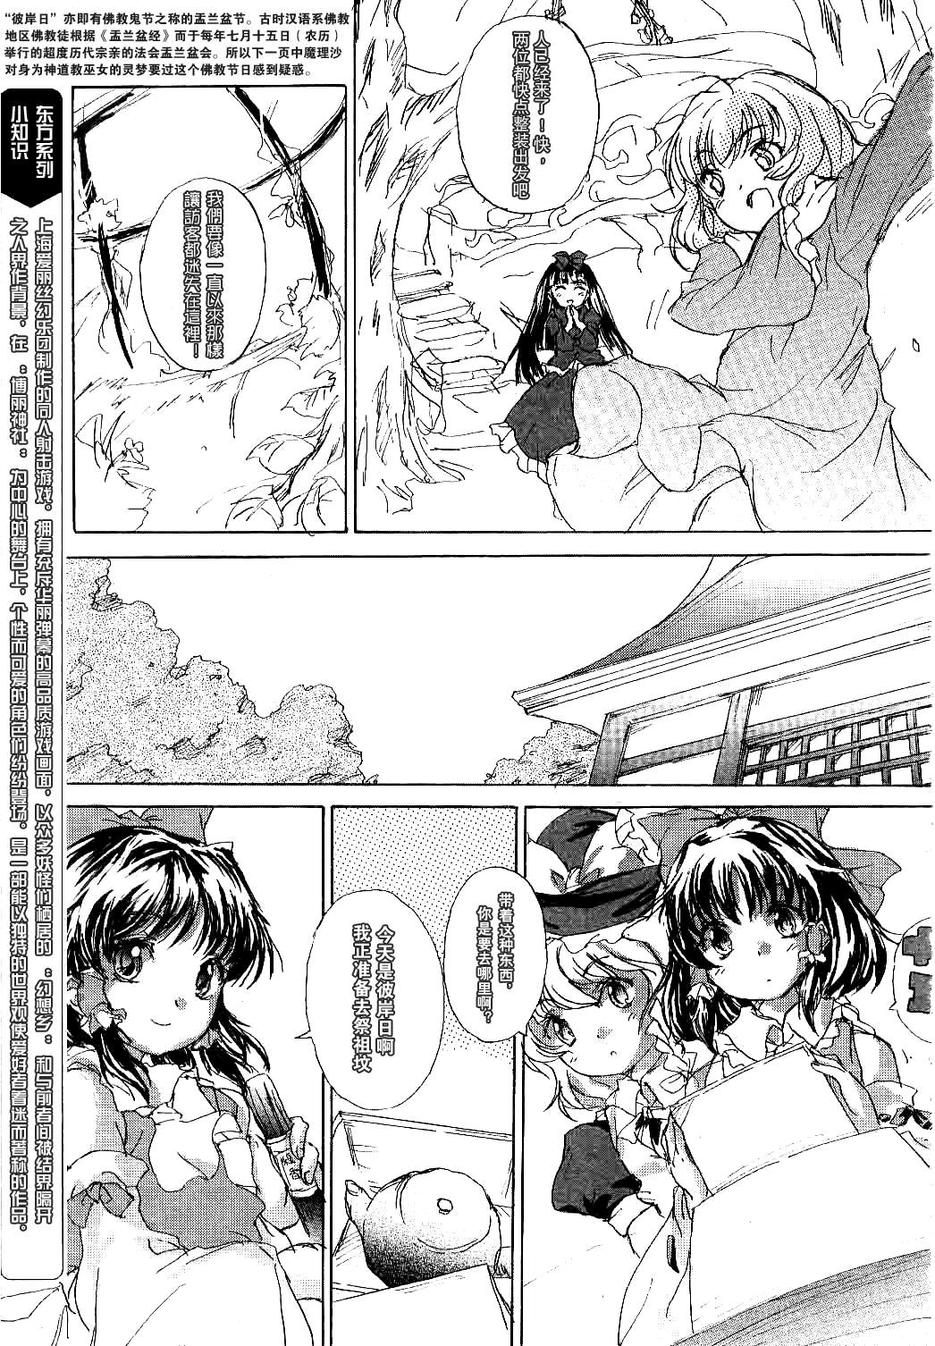 “彼岸日”亦即有佛教鬼节之称的盂兰盆节。古时汉语系佛教
地区佛教徒根据《盂兰盆经》而于每年七月十五日（农历）
举行的超度历代宗亲的法会盂兰盆会。所以下一页中魔理沙
对身为神道教巫女的灵梦要过这个佛教节日感到疑惑。
东方系列
小知识
上海爱丽丝幻乐团制作的同人射击游戏。拥有充斥华丽弹幕的高品质游戏画面，以众多妖怪们栖居的：幻想乡：和与前者间被结界隔开
之人界作背景，在：博丽神社：为中心的舞台上，个性而可爱的角色们纷纷登场，是一部能以独特的世界观使爱好者着迷而著称的作品。
人已经来了！快，
两位都快点整装出发吧
我們要像一直以來那樣
讓訪客都迷失在這裡！
带着这种东西，
你是要去哪里啊？
今天是彼岸日啊
我正准备去祭祖坟